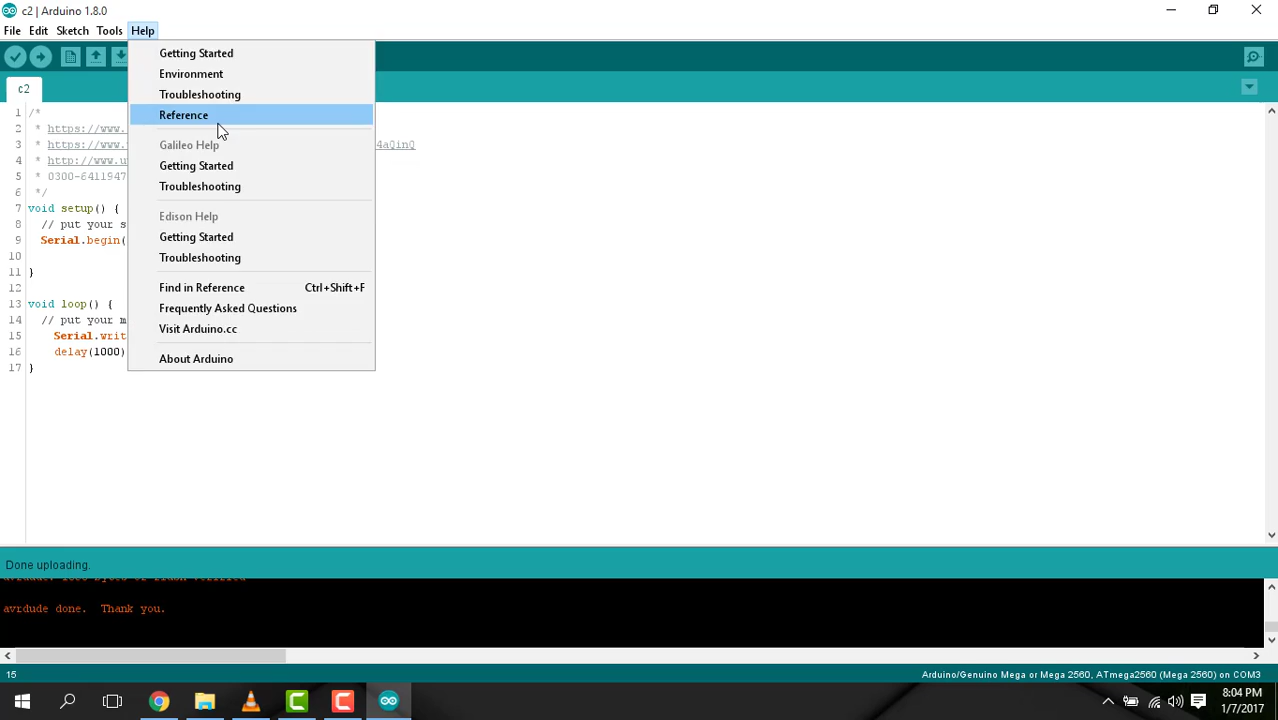 c2 | Arduino 1.8.0
File Edit Sketch Tools Help
c2
Getting Started
Environment
Troubleshooting
Reference
Galileo Help
Getting Started
Troubleshooting
Edison Help
Getting Started
Troubleshooting
Find in Reference Ctrl+Shift+F
Frequently Asked Questions
Visit Arduino.cc
About Arduino
1 /*
2 * https://www.
3 * https://www. 4aQinQ
4 * http://www.u
5 * 0300-6411947
6 */
7 void setup() {
8 // put your s
9 Serial.begin(
10
11 }
12
13 void loop() {
14 // put your m
15 Serial.writ
16 delay(1000)
17 }
Done uploading.
avrdude done. Thank you.
15 Arduino/Genuino Mega or Mega 2560, ATmega2560 (Mega 2560) on COM3
8:04 PM
1/7/2017